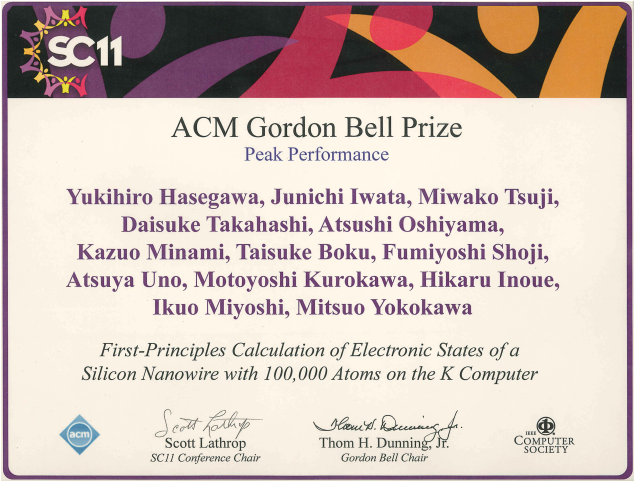 SC11
ACM Gordon Bell Prize
Peak Performance
Yukihiro Hasegawa, Junichi Iwata, Miwako Tsuji,
Daisuke Takahashi, Atsushi Oshiyama,
Kazuo Minami, Taisuke Boku, Fumiyoshi Shoji,
Atsuya Uno, Motoyoshi Kurokawa, Hikaru Inoue,
Ikuo Miyoshi, Mitsuo Yokokawa
First-Principles Calculation of Electronic States of a
Silicon Nanowire with 100,000 Atoms on the K Computer
acm
Scott Lathrop
Scott Lathrop
SC11 Conference Chair
Thom H. Dunning, Jr.
Thom H. Dunning, Jr.
Gordon Bell Chair
IEEE
COMPUTER
SOCIETY